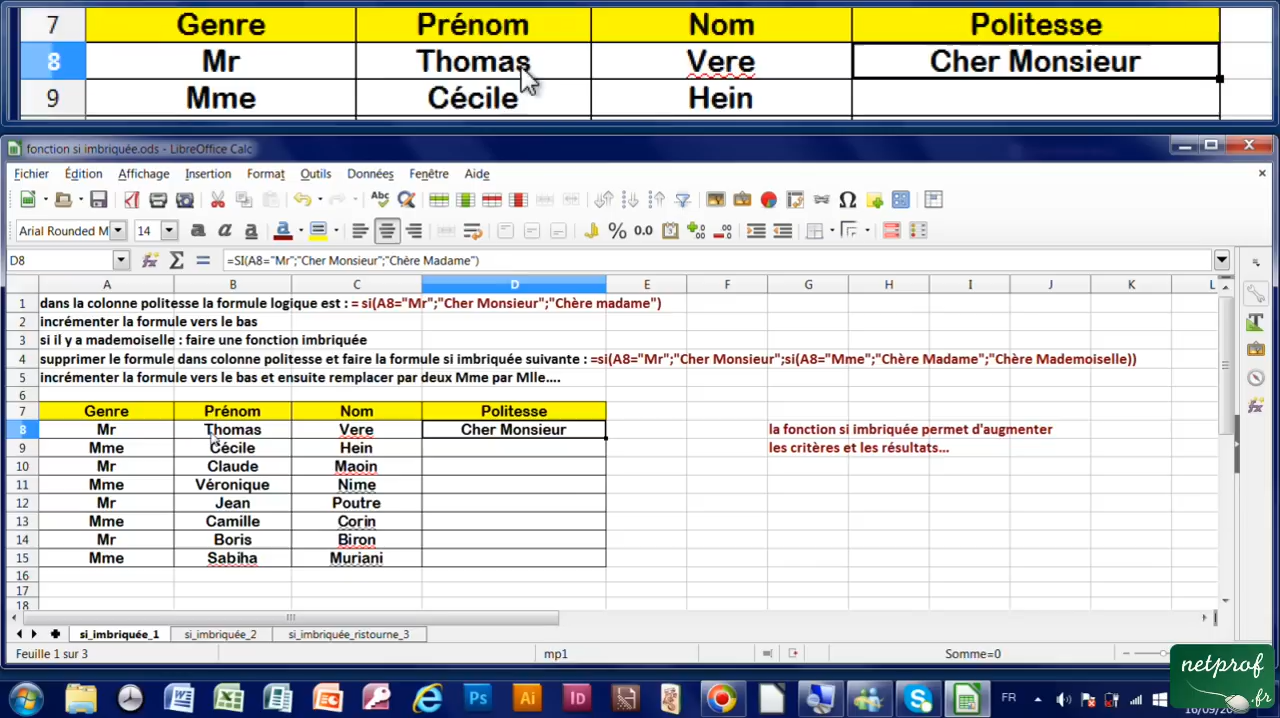 7 Genre Prénom Nom Politesse
8 Mr Thomas Vere Cher Monsieur
9 Mme Cécile Hein
fonction si imbriquée.ods - LibreOffice Calc
Fichier Édition Affichage Insertion Format Outils Données Fenêtre Aide
Arial Rounded M 14
D8 =SI(A8="Mr";"Cher Monsieur";"Chère Madame")
A B C D E F G H I J K L
1 dans la colonne politesse la formule logique est : = si(A8="Mr";"Cher Monsieur";"Chère madame")
2 incrémenter la formule vers le bas
3 si il y a mademoiselle : faire une fonction imbriquée
4 supprimer le formule dans colonne politesse et faire la formule si imbriquée suivante : =si(A8="Mr";"Cher Monsieur;si(A8="Mme";"Chère Madame";"Chère Mademoiselle))
5 incrémenter la formule vers le bas et ensuite remplacer par deux Mme par Mlle....
6
7 Genre Prénom Nom Politesse
8 Mr Thomas Vere Cher Monsieur la fonction si imbriquée permet d'augmenter
9 Mme Cécile Hein les critères et les résultats...
10 Mr Claude Maoin
11 Mme Véronique Nime
12 Mr Jean Poutre
13 Mme Camille Corin
14 Mr Boris Biron
15 Mme Sabiha Muriani
16
17
18
si_imbriquée_1 si_imbriquée_2 si_imbriquée_ristourne_3
Feuille 1 sur 3 mp1 Somme=0
netprof.fr
Ps Ai Id FR